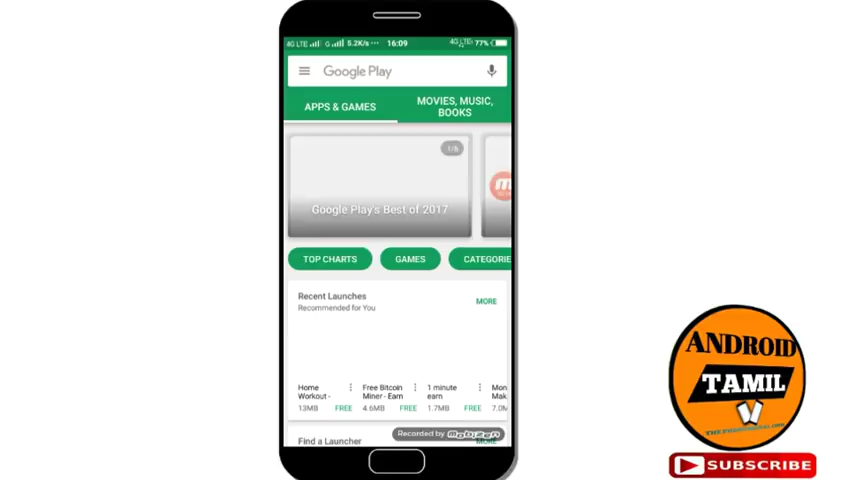 4G LTE G 5.2K/s ••• 16:09 4G LTE 77%
Google Play
APPS & GAMES
MOVIES, MUSIC,
BOOKS
1/6
Google Play's Best of 2017
TOP CHARTS GAMES CATEGORIE
Recent Launches
Recommended for You
MORE
Home
Workout -
13MB FREE
Free Bitcoin
Miner - Earn
4.6MB FREE
1 minute
earn
1.7MB FREE
Mon
Mak
7.0M
Recorded by Mobizen
Find a Launcher
MORE
ANDROID
TAMIL
SUBSCRIBE